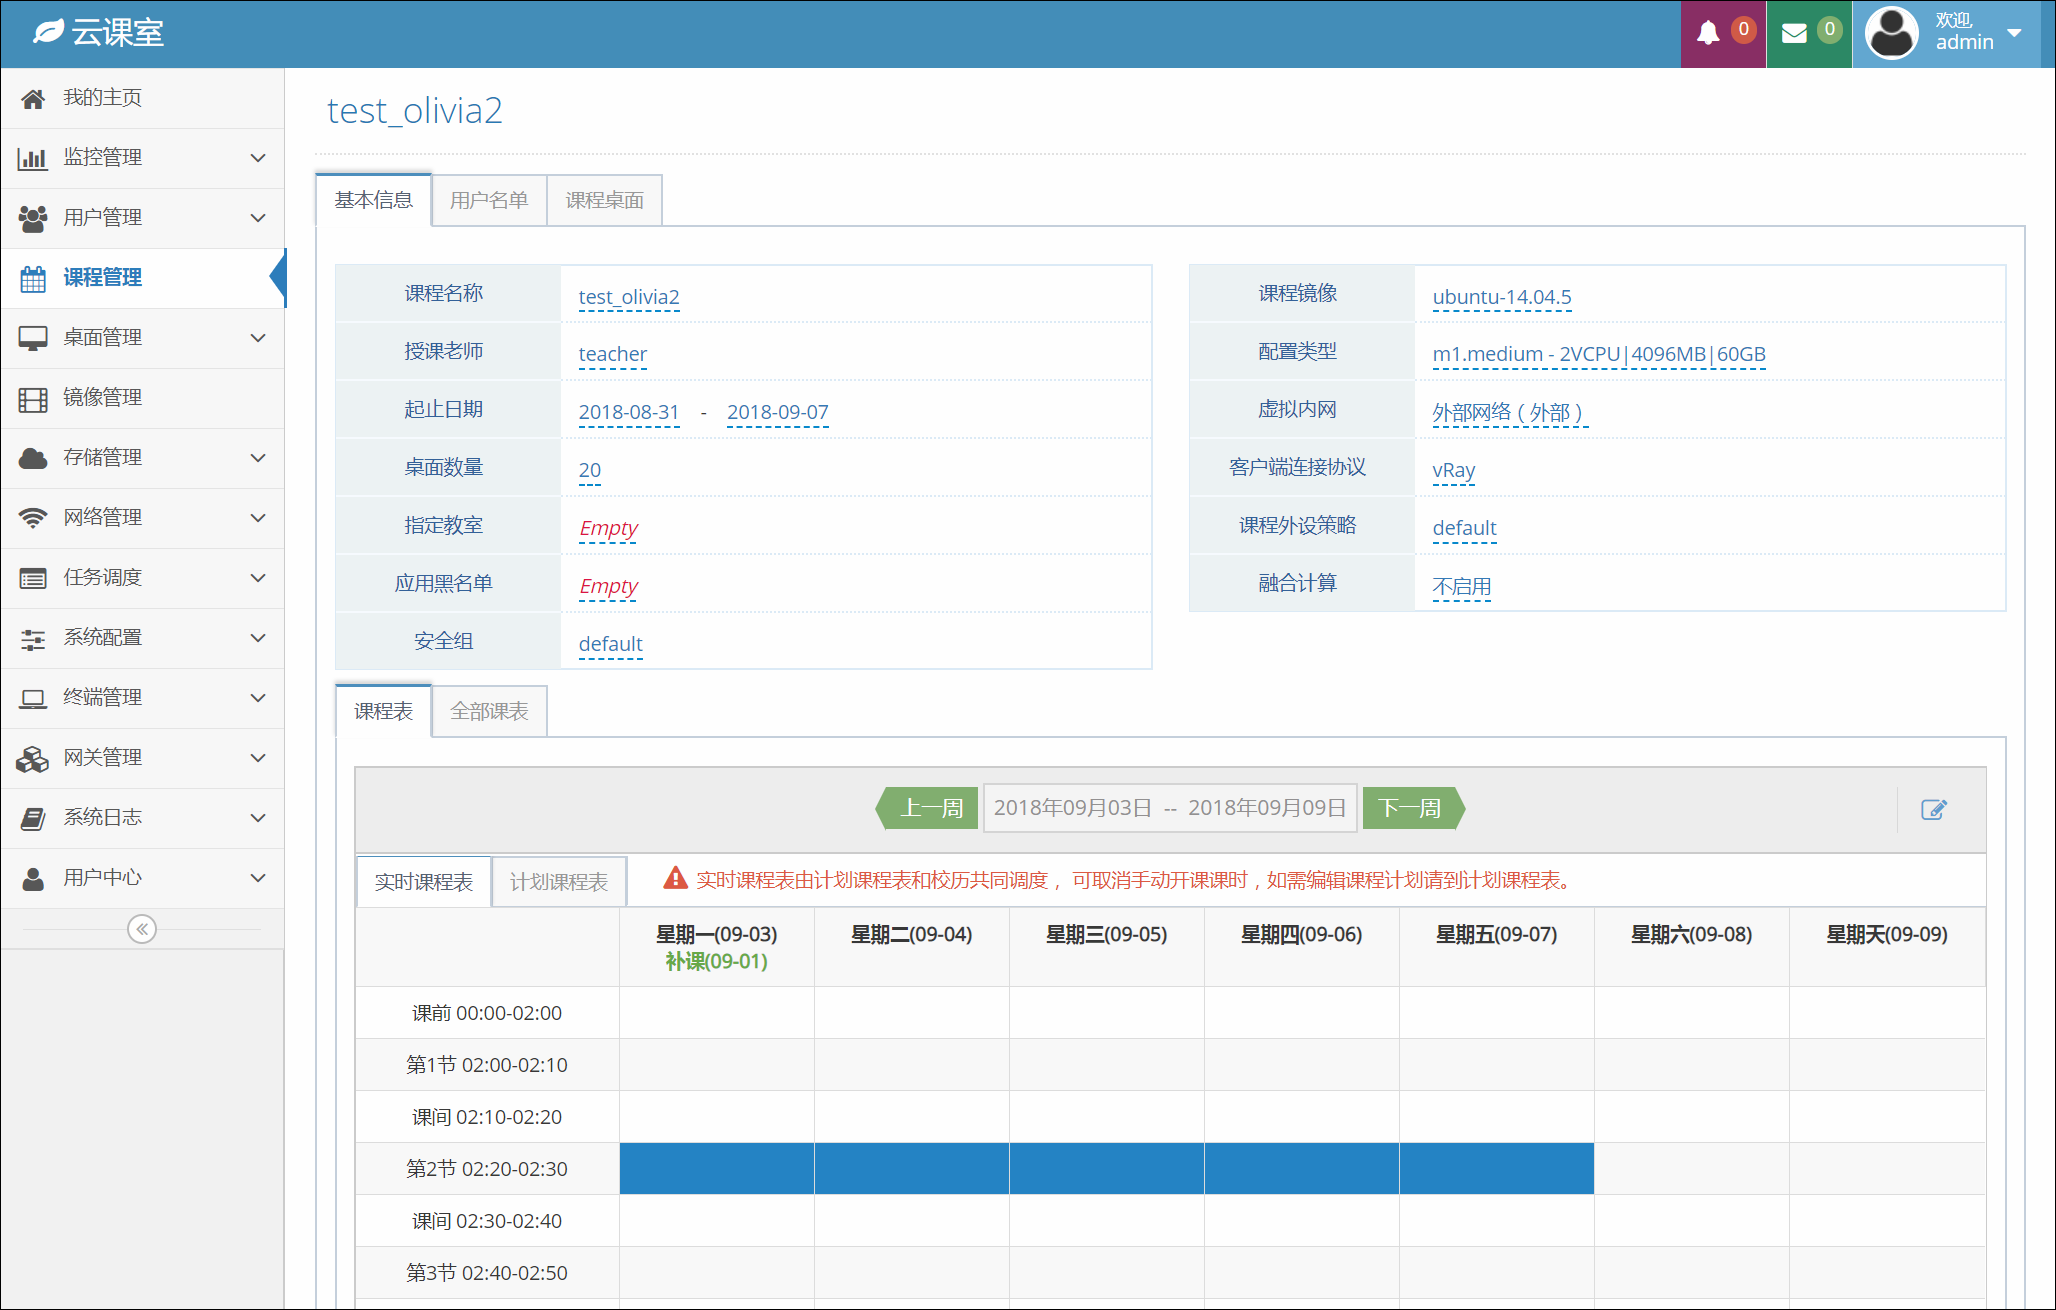 云课室
0
0
欢迎,
admin
我的主页
监控管理
用户管理
课程管理
桌面管理
镜像管理
存储管理
网络管理
任务调度
系统配置
终端管理
网关管理
系统日志
用户中心
test_olivia2
基本信息 用户名单 课程桌面
课程名称 test_olivia2
授课老师 teacher
起止日期 2018-08-31 - 2018-09-07
桌面数量 20
指定教室 Empty
应用黑名单 Empty
安全组 default
课程镜像 ubuntu-14.04.5
配置类型 m1.medium - 2VCPU|4096MB|60GB
虚拟内网 外部网络（外部）
客户端连接协议 vRay
课程外设策略 default
融合计算 不启用
课程表 全部课表
上一周 2018年09月03日 -- 2018年09月09日 下一周
实时课程表 计划课程表 实时课程表由计划课程表和校历共同调度，可取消手动开课课时，如需编辑课程计划请到计划课程表。
星期一(09-03) 星期二(09-04) 星期三(09-05) 星期四(09-06) 星期五(09-07) 星期六(09-08) 星期天(09-09)
补课(09-01)
课前 00:00-02:00
第1节 02:00-02:10
课间 02:10-02:20
第2节 02:20-02:30
课间 02:30-02:40
第3节 02:40-02:50